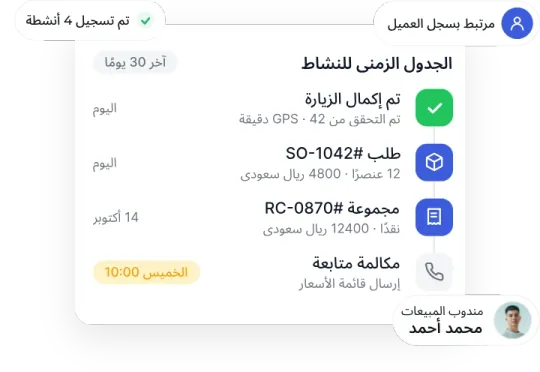 مرتبط بسجل العميل
تم تسجيل 4 أنشطة
الجدول الزمني للنشاط
آخر 30 يومًا
تم إكمال الزيارة
اليوم
تم التحقق من GPS · 42 دقيقة
طلب #SO-1042
اليوم
12 عنصرًا · 4800 ريال سعودي
مجموعة #RC-0870
14 أكتوبر
نقدًا · 12400 ريال سعودي
مكالمة متابعة
الخميس 10:00
إرسال قائمة الأسعار
مندوب المبيعات
محمد أحمد